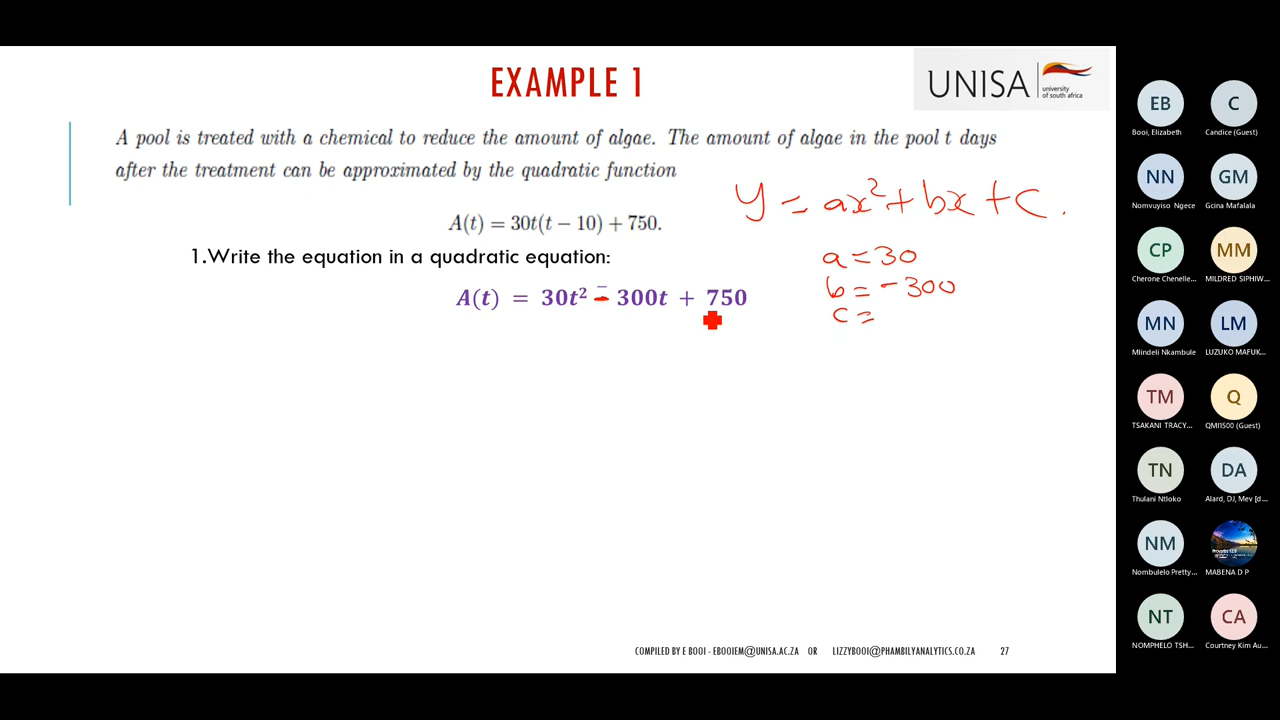 EXAMPLE 1
UNISA
university
of south africa
A pool is treated with a chemical to reduce the amount of algae. The amount of algae in the pool t days
after the treatment can be approximated by the quadratic function
A(t) = 30t(t − 10) + 750.
y = ax² + bx + c.
1.Write the equation in a quadratic equation:
a = 30
A(t) = 30t² − 300t + 750
b = -300
c =
COMPILED BY E BOOI - EBOOIEM@UNISA.AC.ZA OR LIZZYBOOI@PHAMBILYANALYTICS.CO.ZA 27
EB
Booi, Elizabeth
C
Candice (Guest)
NN
Nomvuyiso Ngece
GM
Gcina Mafalala
CP
Cherone Chenelle...
MM
MILDRED SIPHIW...
MN
Mlindeli Nkambule
LM
LUZUKO MAFUK...
TM
TSAKANI TRACY...
Q
QMI1500 (Guest)
TN
Thulani Ntloko
DA
Alard, DJ, Mev [d...
NM
Nombulelo Pretty...
MABENA D P
NT
NOMPHELO TSH...
CA
Courtney Kim Au...